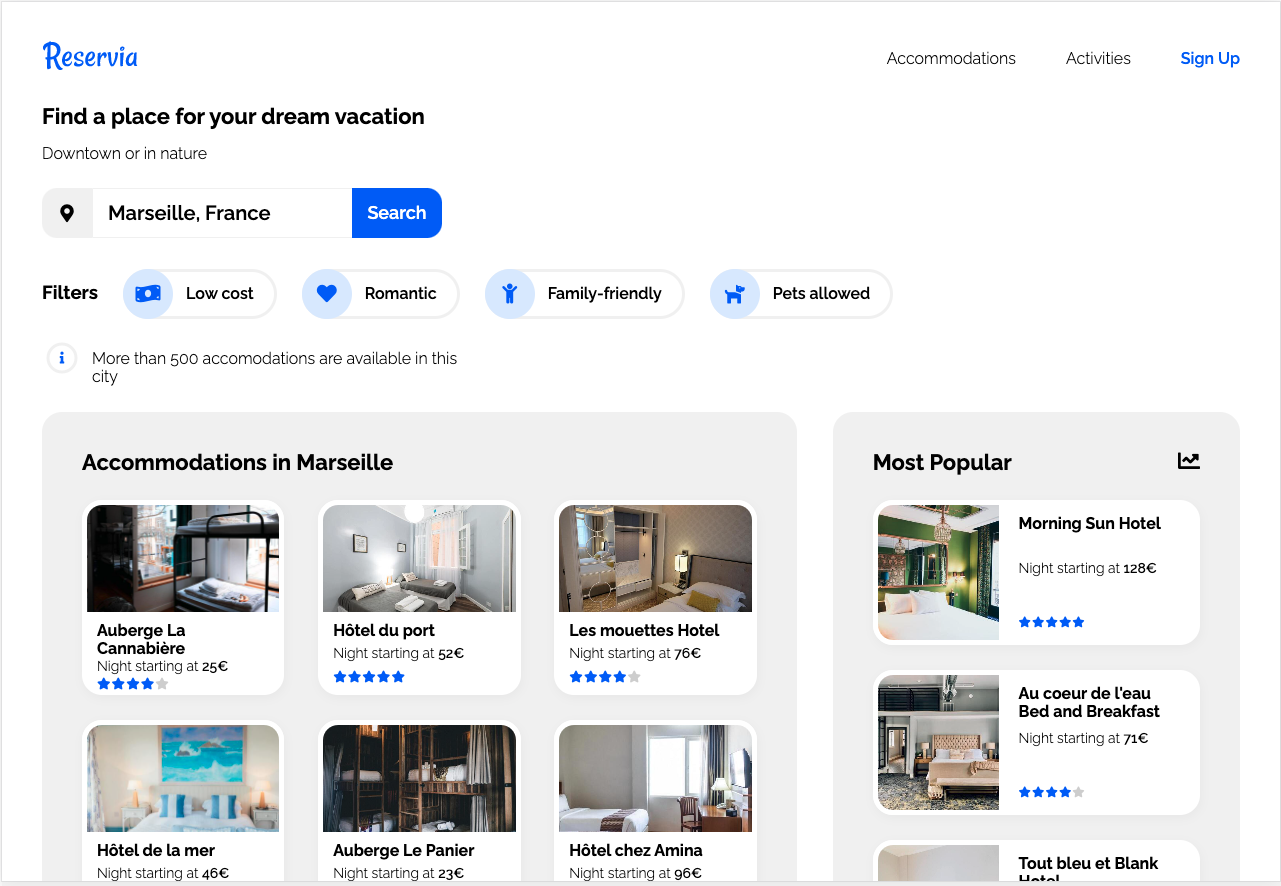 Reservia
Accommodations
Activities
Sign Up
Find a place for your dream vacation
Downtown or in nature
Marseille, France
Search
Filters
Low cost
Romantic
Family-friendly
Pets allowed
More than 500 accomodations are available in this
city
Accommodations in Marseille
Auberge La
Cannabière
Night starting at 25€
Hôtel du port
Night starting at 52€
Les mouettes Hotel
Night starting at 76€
Hôtel de la mer
Night starting at 46€
Auberge Le Panier
Night starting at 23€
Hôtel chez Amina
Night starting at 96€
Most Popular
Morning Sun Hotel
Night starting at 128€
Au coeur de l'eau
Bed and Breakfast
Night starting at 71€
Tout bleu et Blank
Hotel